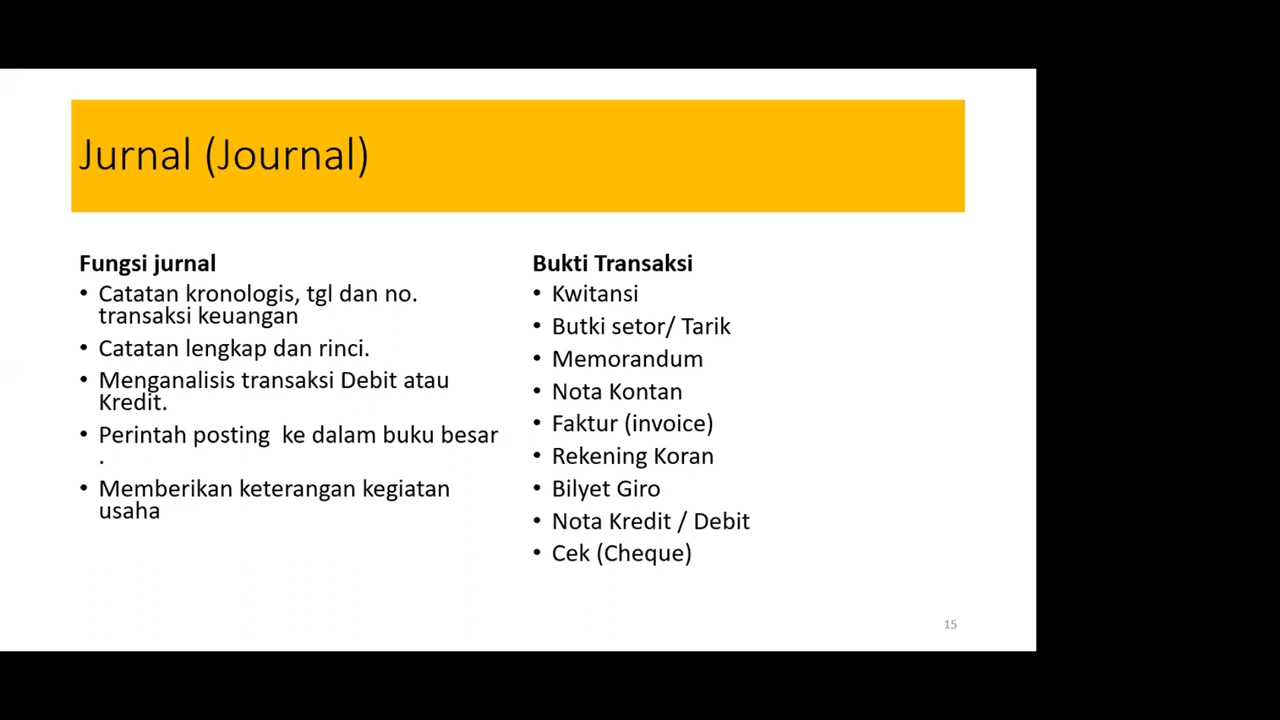 Jurnal (Journal)
Fungsi jurnal
• Catatan kronologis, tgl dan no.
transaksi keuangan
• Catatan lengkap dan rinci.
• Menganalisis transaksi Debit atau
Kredit.
• Perintah posting  ke dalam buku besar
.
• Memberikan keterangan kegiatan
usaha
Bukti Transaksi
• Kwitansi
• Butki setor/ Tarik
• Memorandum
• Nota Kontan
• Faktur (invoice)
• Rekening Koran
• Bilyet Giro
• Nota Kredit / Debit
• Cek (Cheque)
15